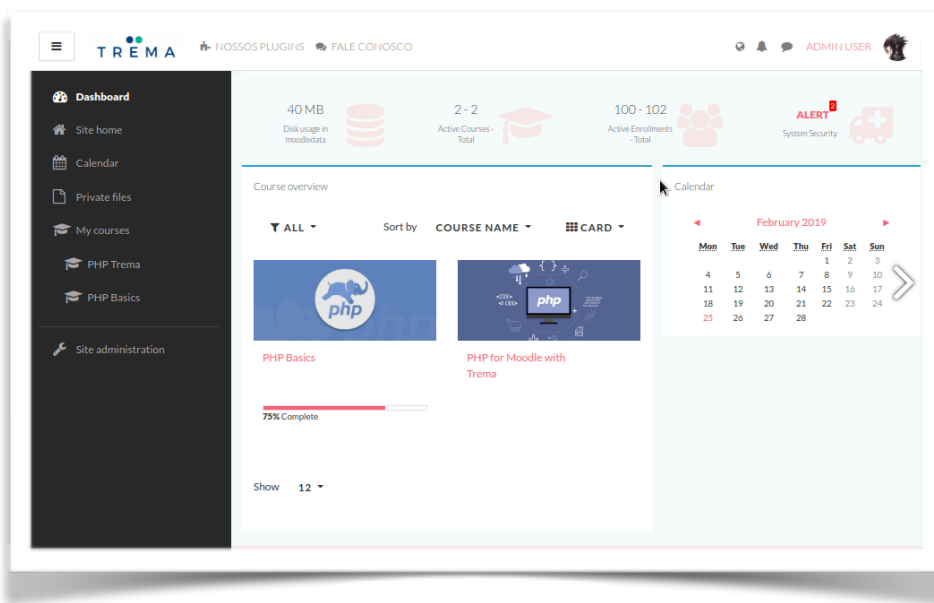 TREMA
NOSSOS PLUGINS
FALE CONOSCO
ADMIN USER
Dashboard
Site home
Calendar
Private files
My courses
PHP Trema
PHP Basics
Site administration
40 MB
Disk usage in
moodledata
2 - 2
Active Courses -
Total
100 - 102
Active Enrollments
- Total
ALERT 2
System Security
Course overview
ALL
Sort by COURSE NAME
CARD
php
PHP Basics
75% Complete
php
PHP for Moodle with
Trema
Show 12
Calendar
◄ February 2019 ►
Mon Tue Wed Thu Fri Sat Sun
1 2 3
4 5 6 7 8 9 10
11 12 13 14 15 16 17
18 19 20 21 22 23 24
25 26 27 28